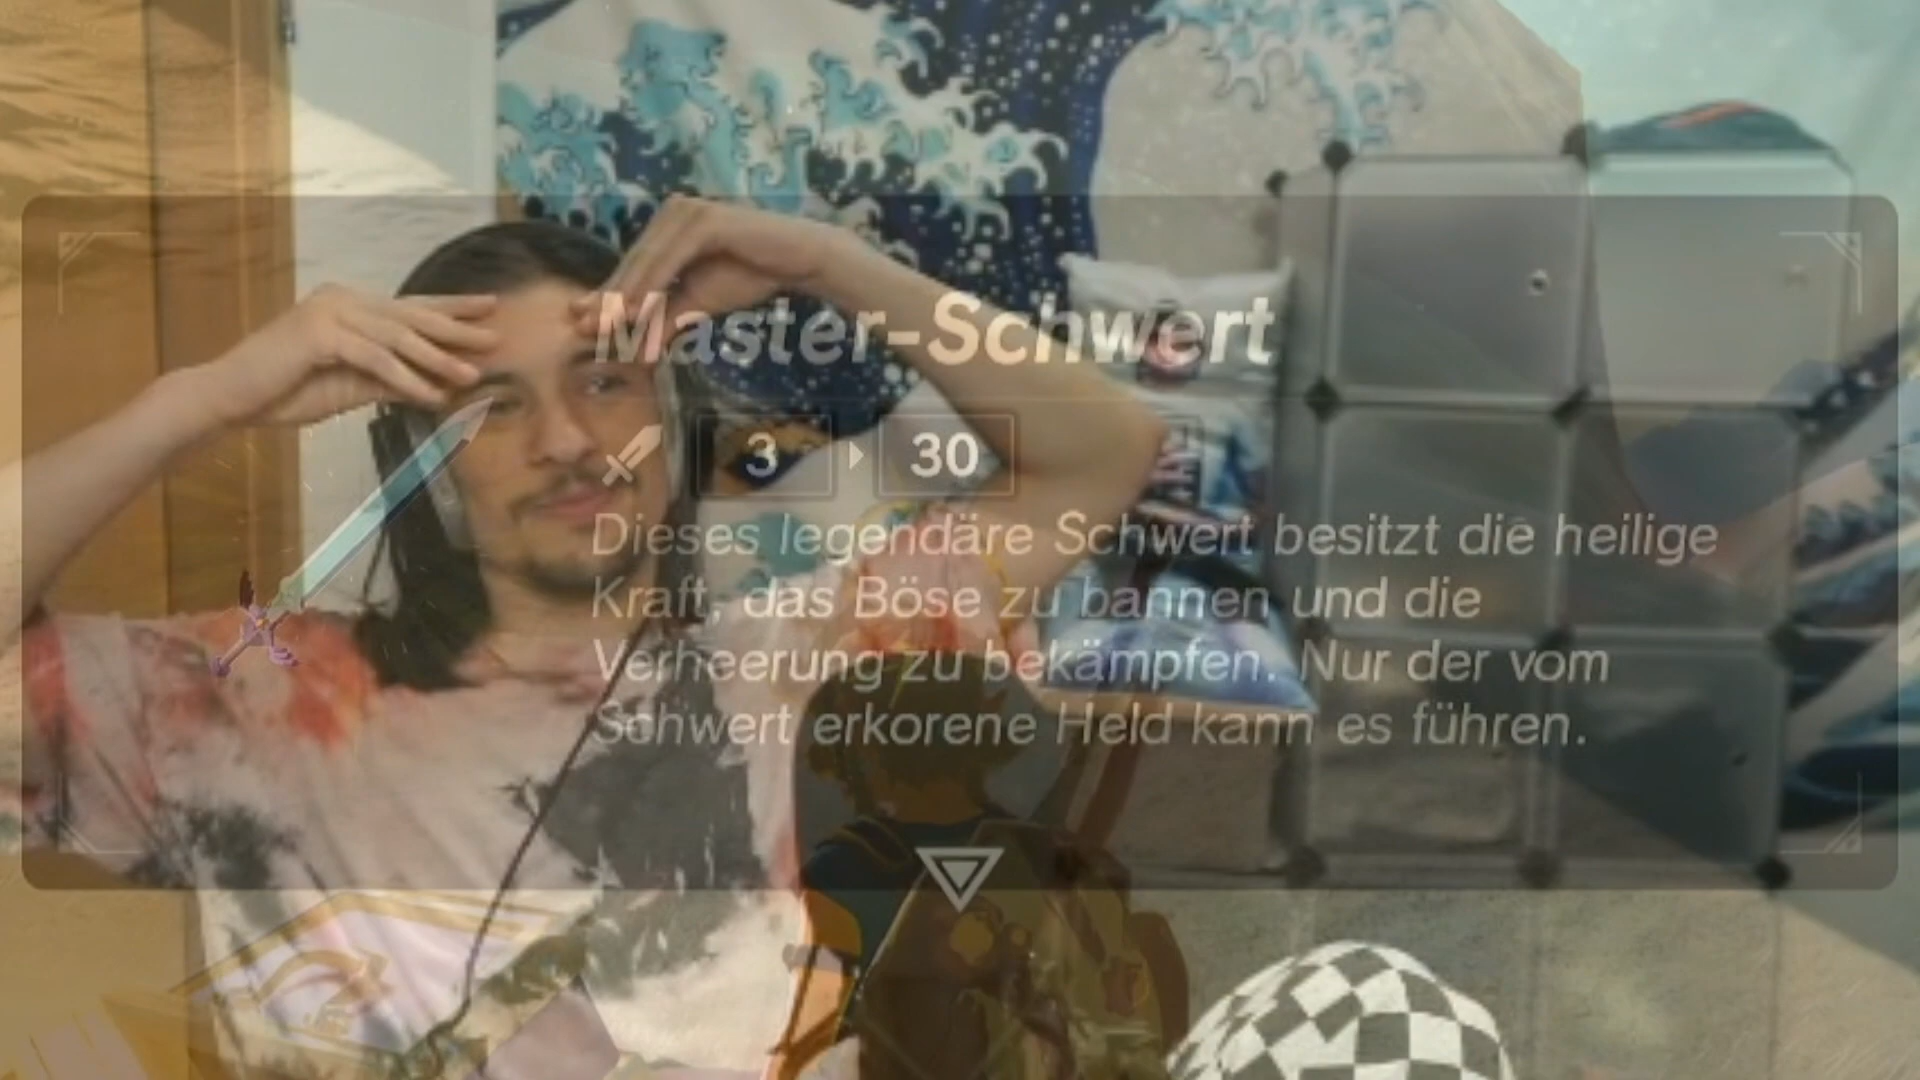 Master-Schwert
3 30
Dieses legendäre Schwert besitzt die heilige
Kraft, das Böse zu bannen und die
Verheerung zu bekämpfen. Nur der vom
Schwert erkorene Held kann es führen.